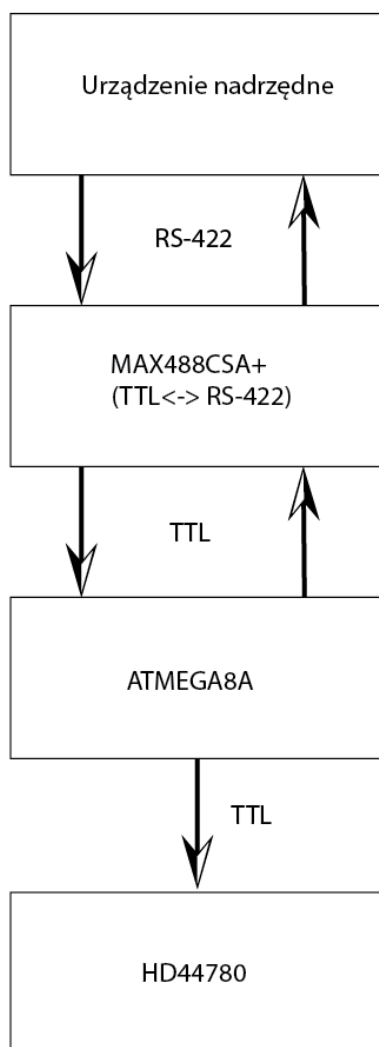 Urządzenie nadrzędne
RS-422
MAX488CSA+
(TTL<-> RS-422)
TTL
ATMEGA8A
TTL
HD44780